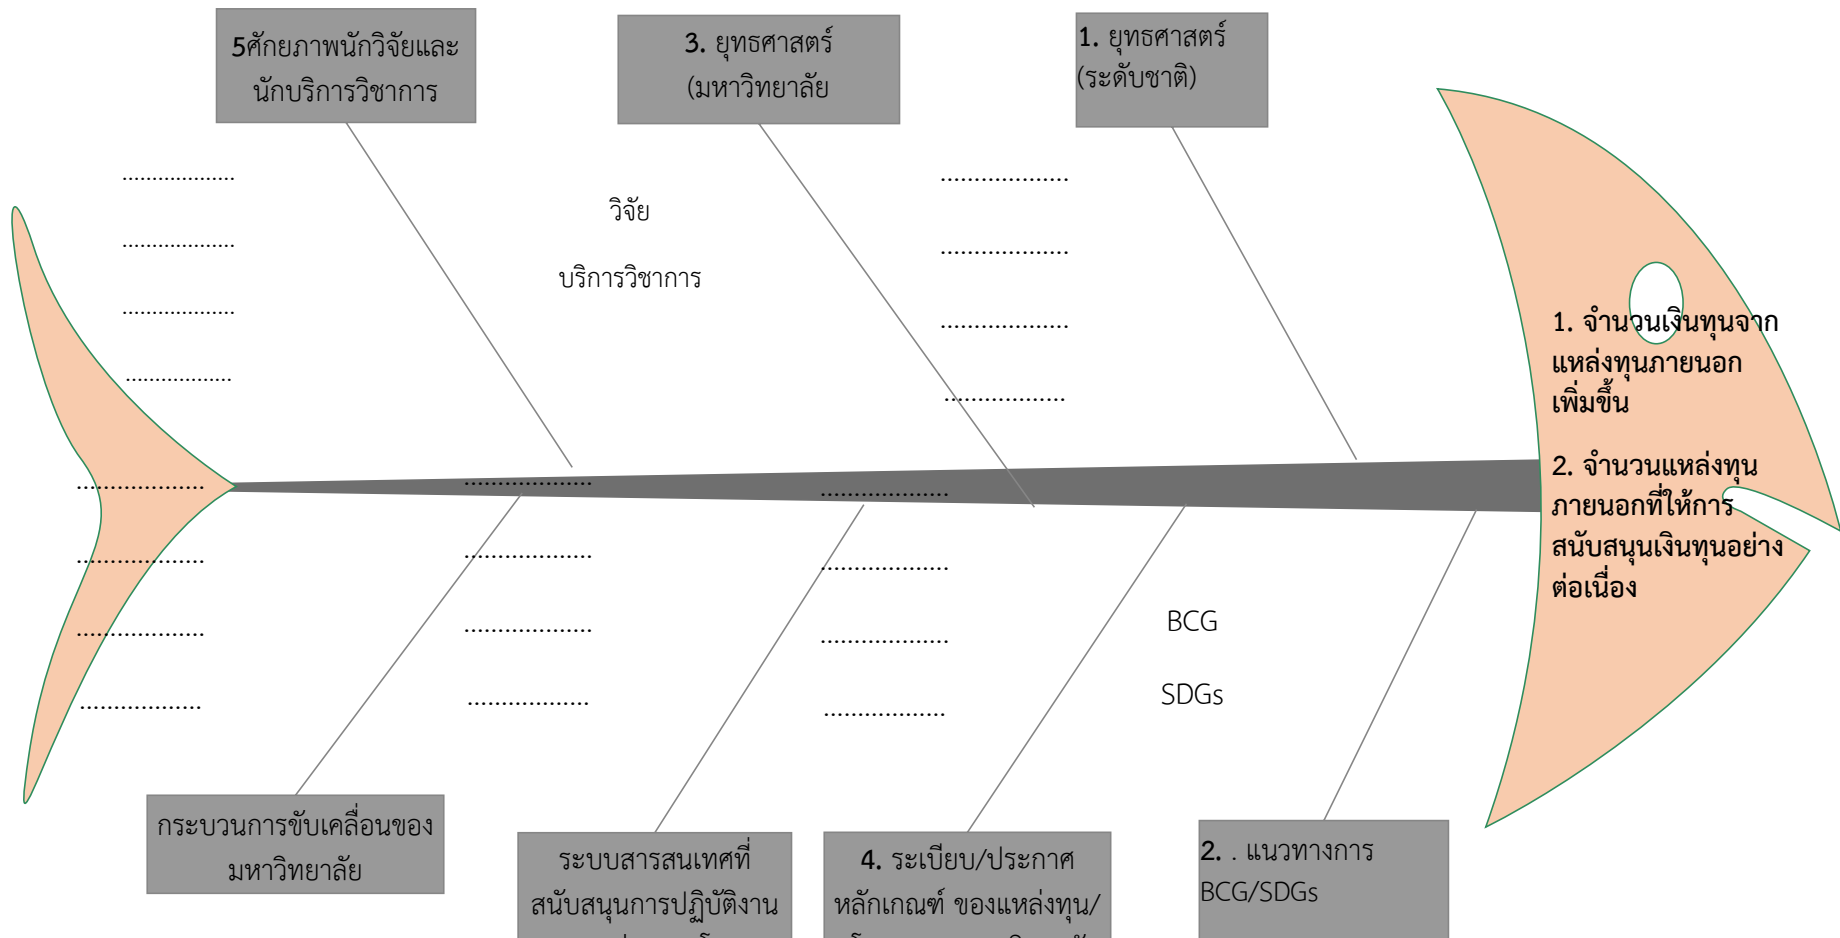 5ศักยภาพนักวิจัยและ
นักบริการวิชาการ
3. ยุทธศาสตร์
(มหาวิทยาลัย
1. ยุทธศาสตร์
(ระดับชาติ)
...................
...................
...................
..................
วิจัย
บริการวิชาการ
...................
...................
...................
..................
1. จำนวนเงินทุนจาก
แหล่งทุนภายนอก
เพิ่มขึ้น
2. จำนวนแหล่งทุน
ภายนอกที่ให้การ
สนับสนุนเงินทุนอย่าง
ต่อเนื่อง
...................
...................
...................
..................
...................
...................
...................
..................
...................
...................
...................
..................
BCG
SDGs
กระบวนการขับเคลื่อนของ
มหาวิทยาลัย
ระบบสารสนเทศที่
สนับสนุนการปฏิบัติงาน
4. ระเบียบ/ประกาศ
หลักเกณฑ์ ของแหล่งทุน/
2. . แนวทางการ
BCG/SDGs